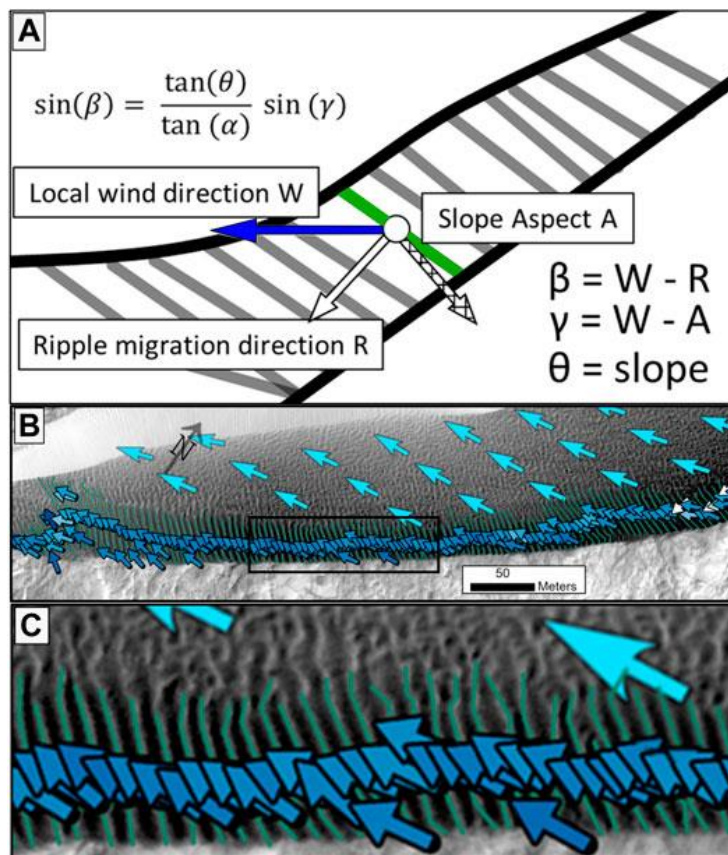 A
sin(β) = tan(θ) / tan (α) sin (γ)
Local wind direction W
Slope Aspect A
Ripple migration direction R
β = W - R
γ = W - A
θ = slope
B
N
50
Meters
C